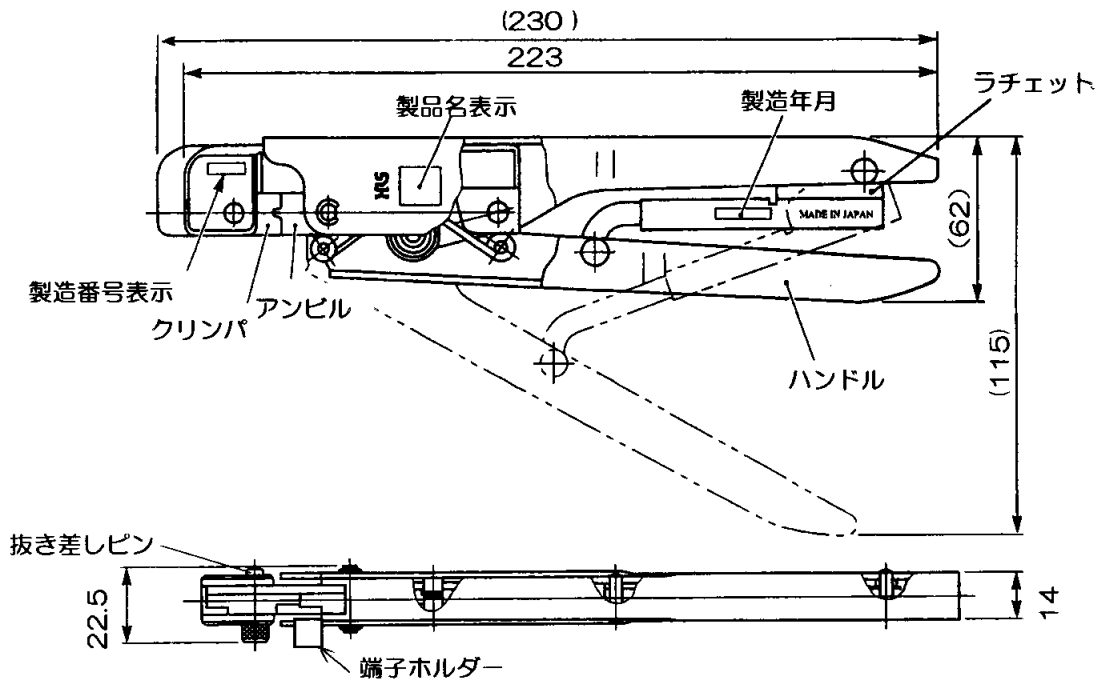 (230)
223
ラチェット
製品名表示
製造年月
HRS
MADE IN JAPAN
(62)
製造番号表示
アンビル
クリンパ
(115)
ハンドル
抜き差しピン
22.5
14
端子ホルダー